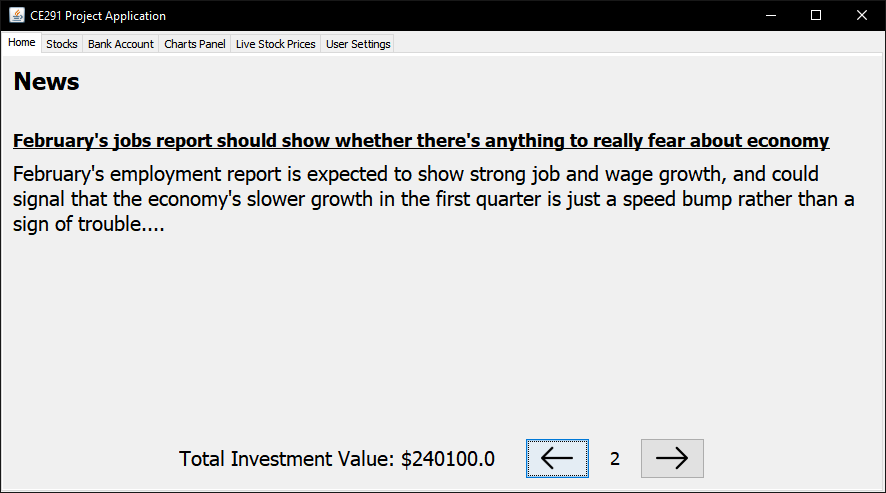 CE291 Project Application
Home Stocks Bank Account Charts Panel Live Stock Prices User Settings
News
February's jobs report should show whether there's anything to really fear about economy
February's employment report is expected to show strong job and wage growth, and could
signal that the economy's slower growth in the first quarter is just a speed bump rather than a
sign of trouble....
Total Investment Value: $240100.0 2